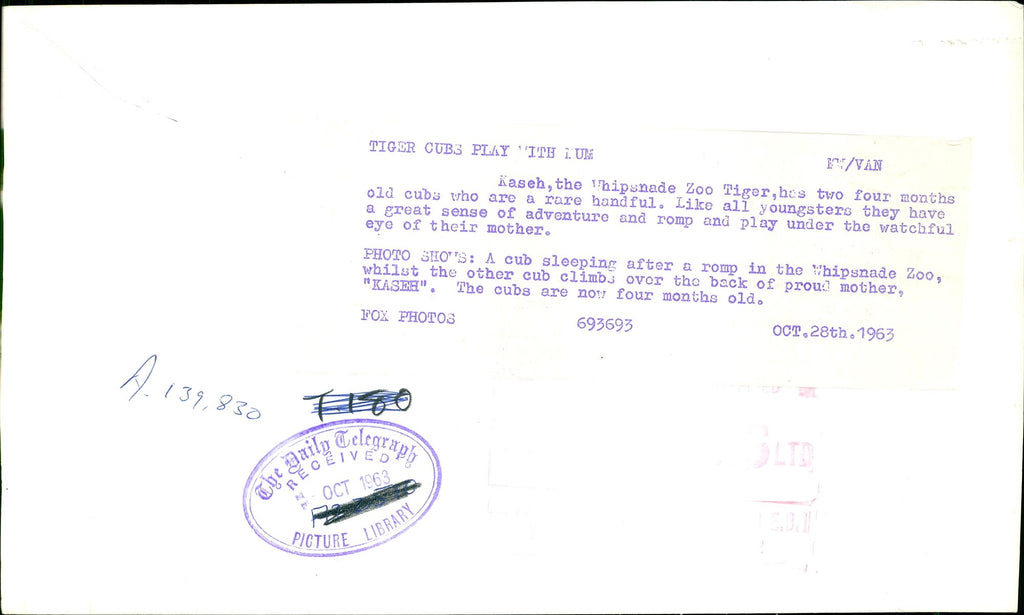 TIGER CUBS PLAY WITH MUM
FW/VAN
Kaseh,the Whipsnade Zoo Tiger,has two four months
old cubs who are a rare handful. Like all youngsters they have
a great sense of adventure and romp and play under the watchful
eye of their mother.
PHOTO SHOWS: A cub sleeping after a romp in the Whipsnade Zoo,
whilst the other cub climbs over the back of proud mother,
"KASEH".  The cubs are now four months old.
FOX PHOTOS
693693
OCT.28th.1963
A. 139,830
The Daily Telegraph
RECEIVED
OCT 1963
PICTURE LIBRARY
LTD